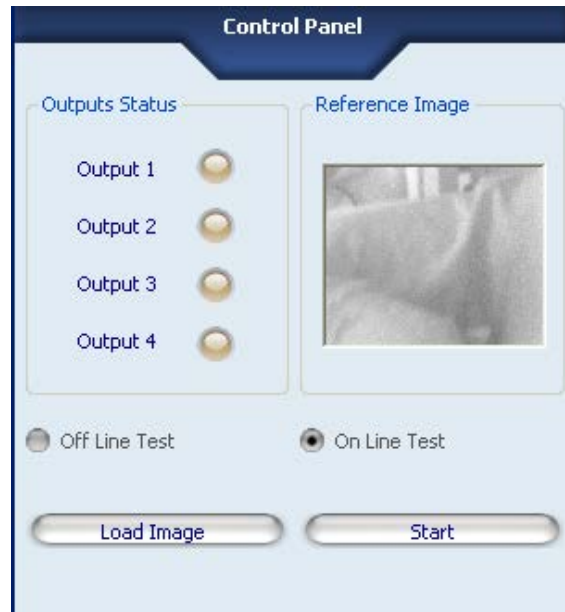 Control Panel
Outputs Status
Reference Image
Output 1
Output 2
Output 3
Output 4
Off Line Test
On Line Test
Load Image
Start